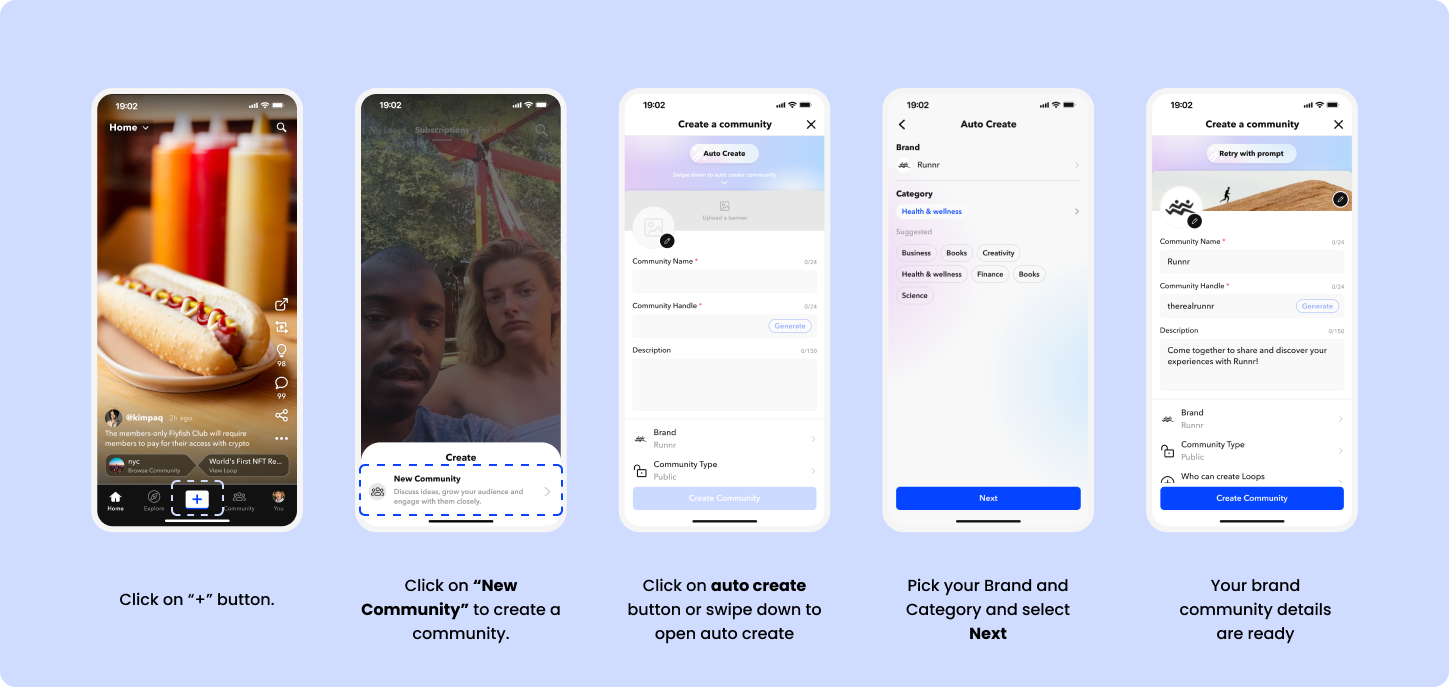 19:02
Home
98
99
@kimpaq 2h ago
The members-only Flyfish Club will require
members to pay for their access with crypto
nyc
Browse Community
World's First NFT Re...
View Loop
Home
Explore
+
Community
You
Click on “+” button.
19:02
My Loops Subscriptions For You
Create
New Community
Discuss ideas, grow your audience and
engage with them closely.
Click on “New
Community” to create a
community.
19:02
Create a community
Auto Create
Swipe down to auto create community
Upload a banner
Community Name * 0/24
Community Handle * 0/24
Generate
Description 0/150
Brand
Runnr
Community Type
Public
Create Community
Click on auto create
button or swipe down to
open auto create
19:02
Auto Create
Brand
Runnr
Category
Health & wellness
Suggested
Business Books Creativity
Health & wellness Finance Books
Science
Next
Pick your Brand and
Category and select
Next
19:02
Create a community
Retry with prompt
Community Name * 0/24
Runnr
Community Handle * 0/24
therealrunnr Generate
Description 0/150
Come together to share and discover your
experiences with Runnr!
Brand
Runnr
Community Type
Public
Who can create Loops
Create Community
Your brand
community details
are ready